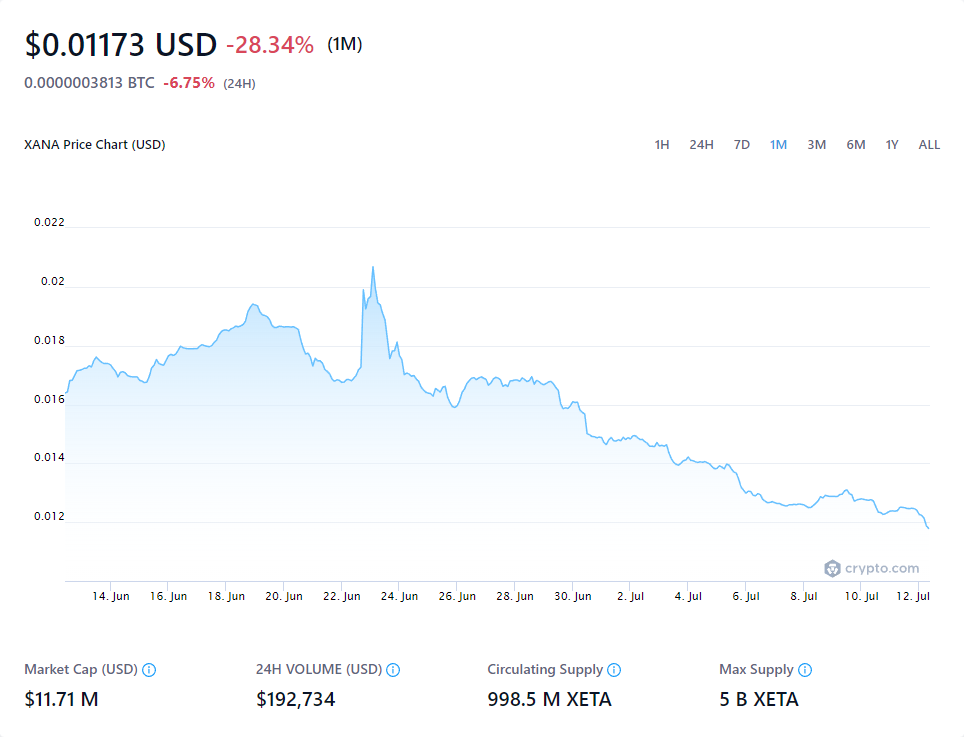 $0.01173 USD -28.34% (1M)
0.0000003813 BTC -6.75% (24H)
XANA Price Chart (USD) 1H 24H 7D 1M 3M 6M 1Y ALL
0.022
0.02
0.018
0.016
0.014
0.012
crypto.com
14. Jun 16. Jun 18. Jun 20. Jun 22. Jun 24. Jun 26. Jun 28. Jun 30. Jun 2. Jul 4. Jul 6. Jul 8. Jul 10. Jul 12. Jul
Market Cap (USD) 24H VOLUME (USD) Circulating Supply Max Supply
$11.71 M $192,734 998.5 M XETA 5 B XETA